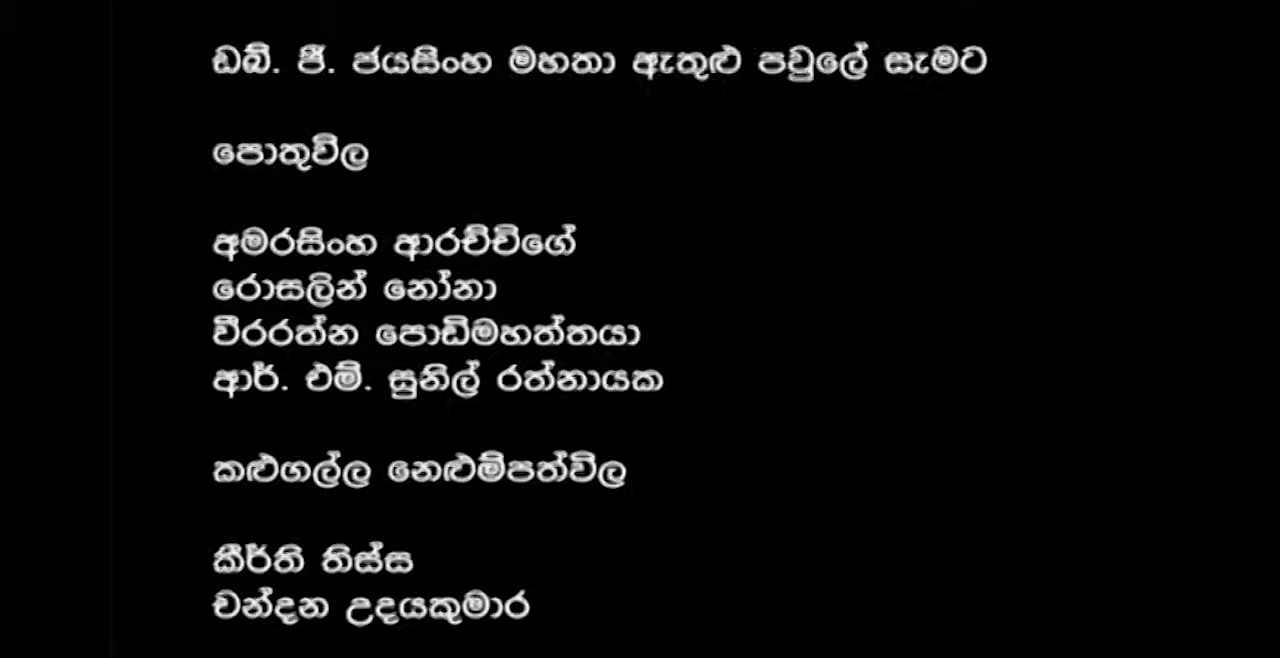 ඩබ්. ජී. ජයසිංහ මහතා ඇතුළු පවුලේ සැමට
පොතුවිල
අමරසිංහ ආරච්චිගේ
රොසලින් නෝනා
වීරරත්න පොඩිමහත්තයා
ආර්. එම්. සුනිල් රත්නායක
කළුගල්ල නෙළුම්පත්විල
කීර්ති තිස්ස
චන්දන උදයකුමාර